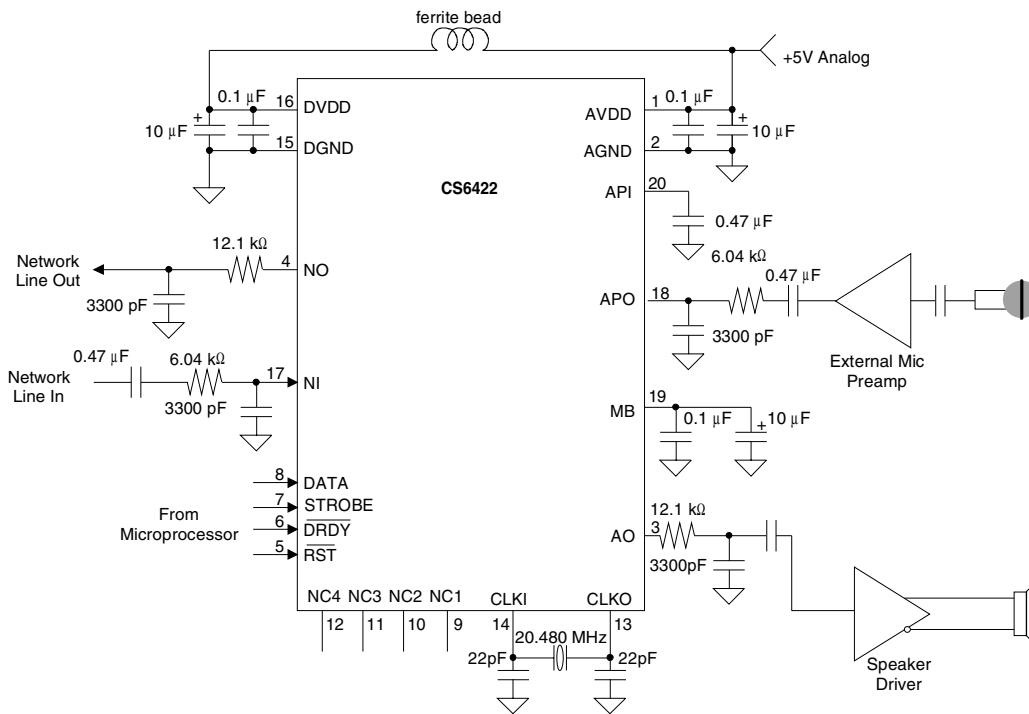 ferrite bead
+5V Analog
0.1 µF
16
DVDD
+
10 µF
15
DGND
1
0.1 µF
AVDD
+
10 µF
2
AGND
CS6422
20
API
0.47 µF
12.1 kΩ
4
NO
Network
Line Out
3300 pF
6.04 kΩ
0.47 µF
18
APO
3300 pF
External Mic
Preamp
0.47 µF
6.04 kΩ
Network
Line In
17
NI
3300 pF
19
MB
0.1 µF
+
10 µF
8
DATA
7
STROBE
6
DRDY
5
RST
From
Microprocessor
12.1 kΩ
3
AO
3300pF
NC4
NC3
NC2
NC1
CLKI
CLKO
12
11
10
9
14
13
20.480 MHz
22pF
22pF
Speaker
Driver